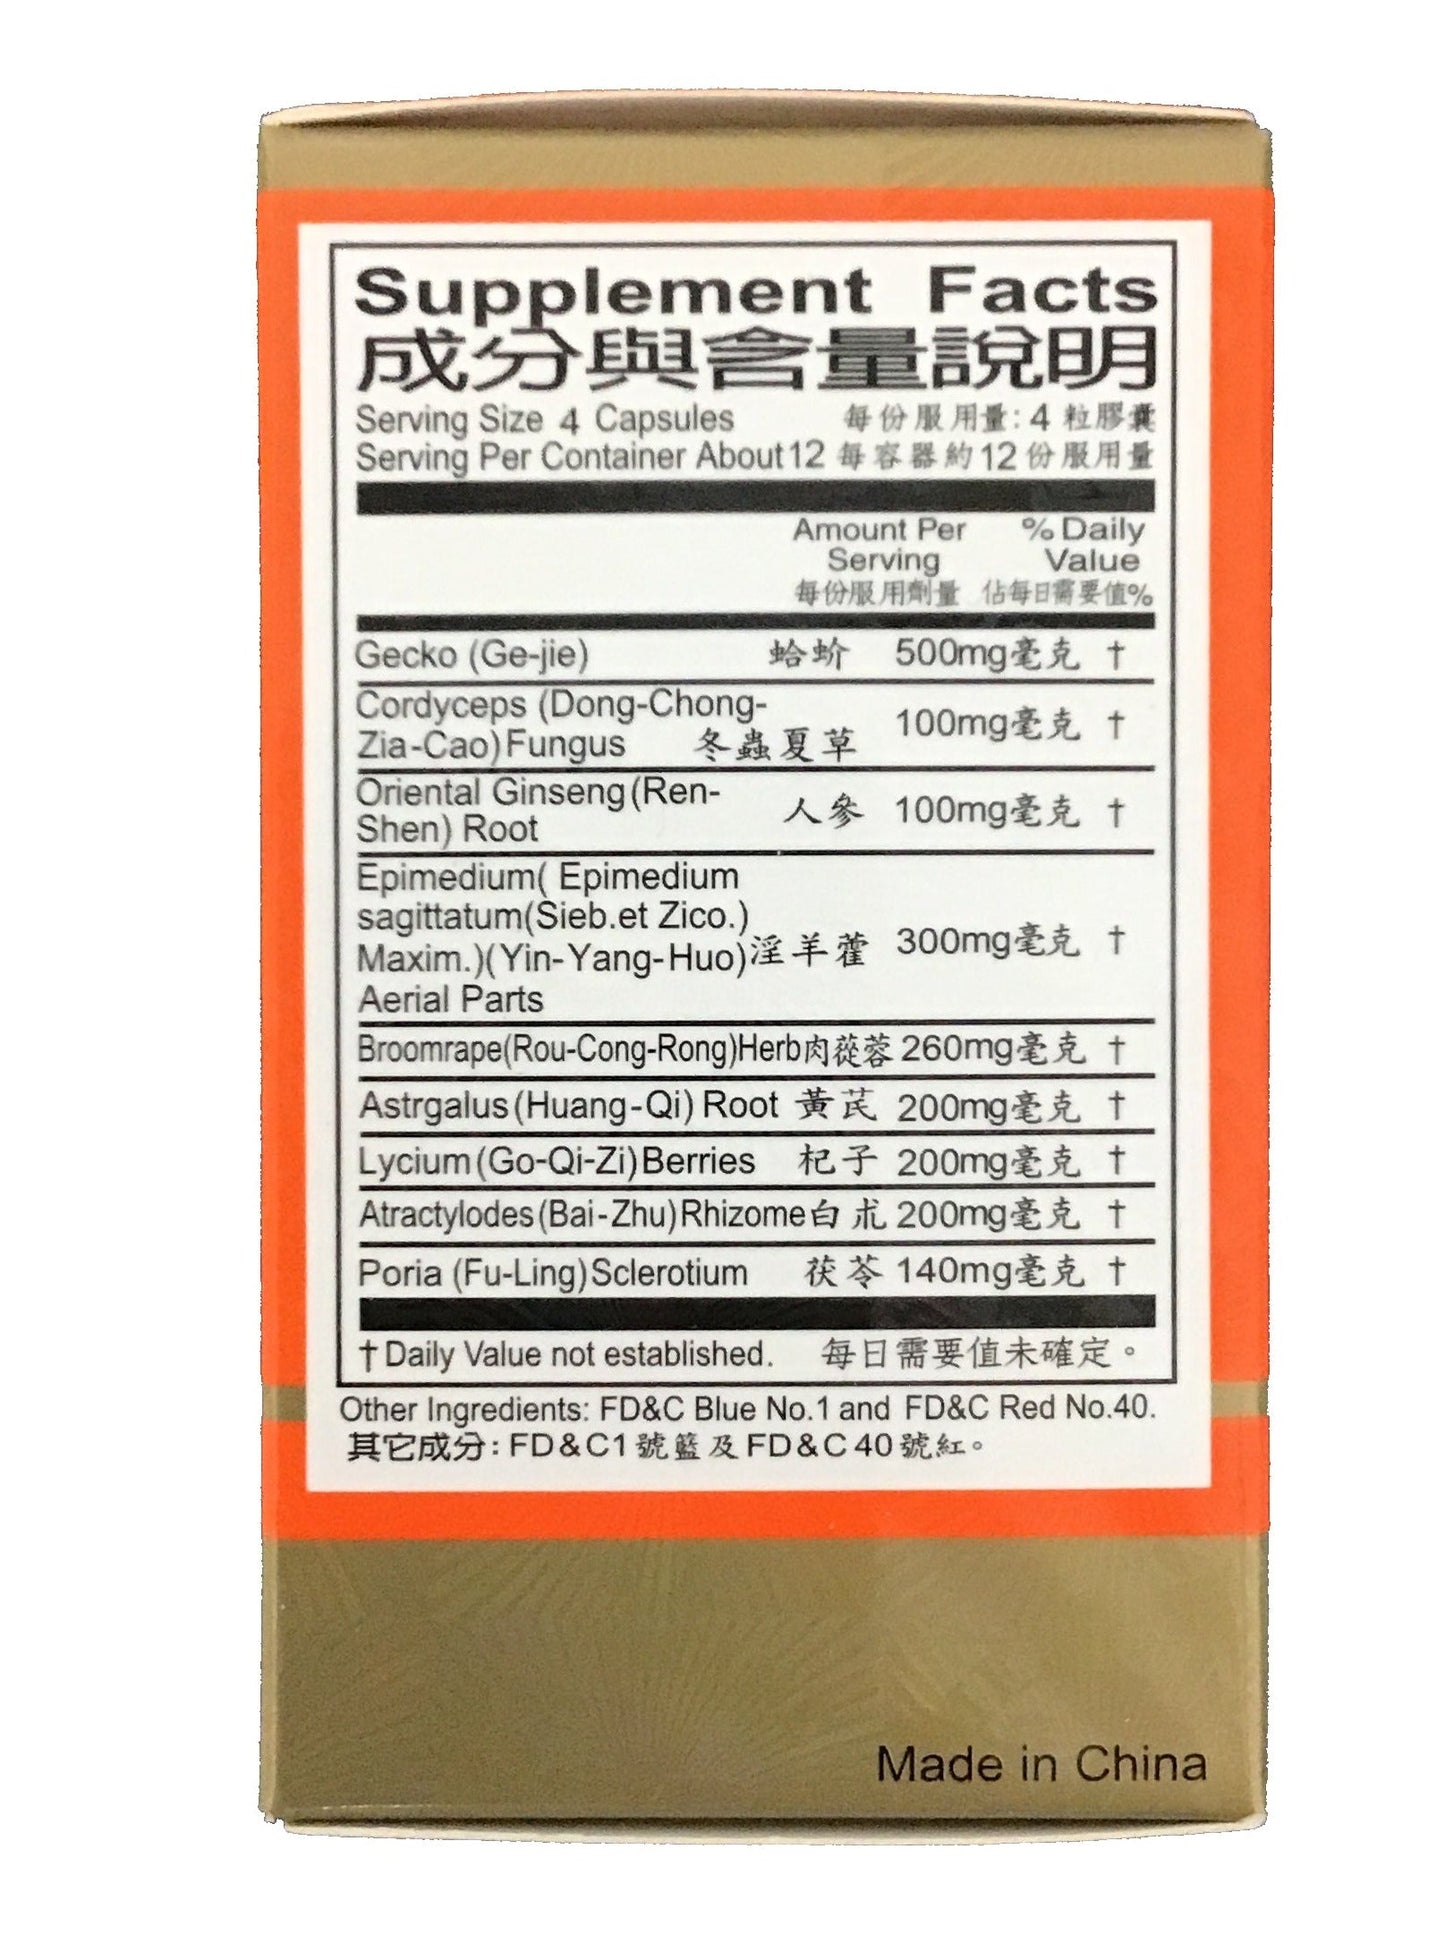 Supplement Facts
成分與含量說明
Serving Size 4 Capsules 每份服用量: 4 粒膠囊
Serving Per Container About 12 每容器約 12 份服用量
Amount Per % Daily
Serving Value
每份服用劑量 佔每日需要值%
Gecko (Ge-jie) 蛤蚧 500mg毫克 †
Cordyceps (Dong-Chong-
Zia-Cao) Fungus 冬蟲夏草 100mg毫克 †
Oriental Ginseng (Ren-
Shen) Root 人參 100mg毫克 †
Epimedium( Epimedium
sagittatum(Sieb.et Zico.)
Maxim.)(Yin-Yang-Huo) 淫羊藿 300mg毫克 †
Aerial Parts
Broomrape(Rou-Cong-Rong)Herb 肉蓯蓉 260mg毫克 †
Astrgalus (Huang-Qi) Root 黃芪 200mg毫克 †
Lycium (Go-Qi-Zi) Berries 杞子 200mg毫克 †
Atractylodes (Bai-Zhu) Rhizome 白朮 200mg毫克 †
Poria (Fu-Ling) Sclerotium 茯苓 140mg毫克 †
† Daily Value not established. 每日需要值未確定。
Other Ingredients: FD&C Blue No.1 and FD&C Red No.40.
其它成分: FD&C1號籃及FD&C40號紅。
Made in China